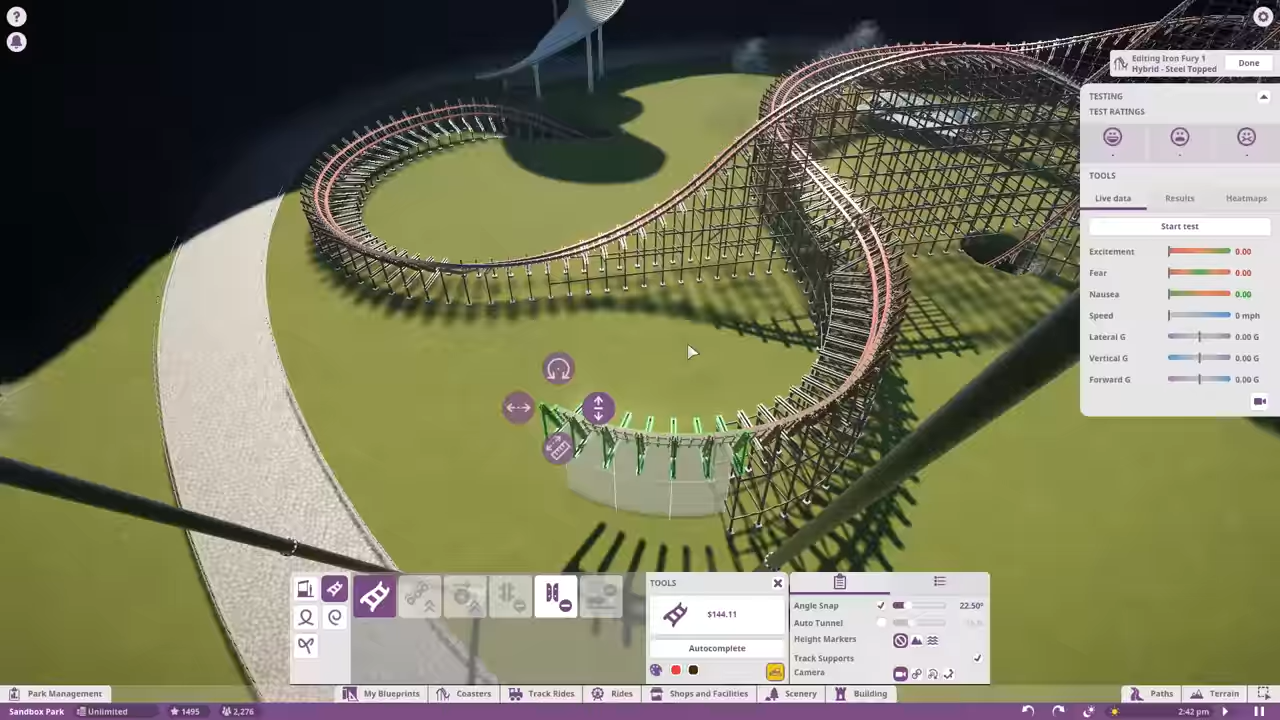 ?
Editing Iron Fury 1
Hybrid - Steel Topped
Done
TESTING
TEST RATINGS
- - -
TOOLS
Live data Results Heatmaps
Start test
Excitement 0.00
Fear 0.00
Nausea 0.00
Speed 0 mph
Lateral G 0.00 G
Vertical G 0.00 G
Forward G 0.00 G
TOOLS
$144.11
Autocomplete
Angle Snap 22.50°
Auto Tunnel
Height Markers
Track Supports
Camera
Park Management My Blueprints Coasters Track Rides Rides Shops and Facilities Scenery Building Paths Terrain
Sandbox Park Unlimited 1495 2,276 2:42 pm